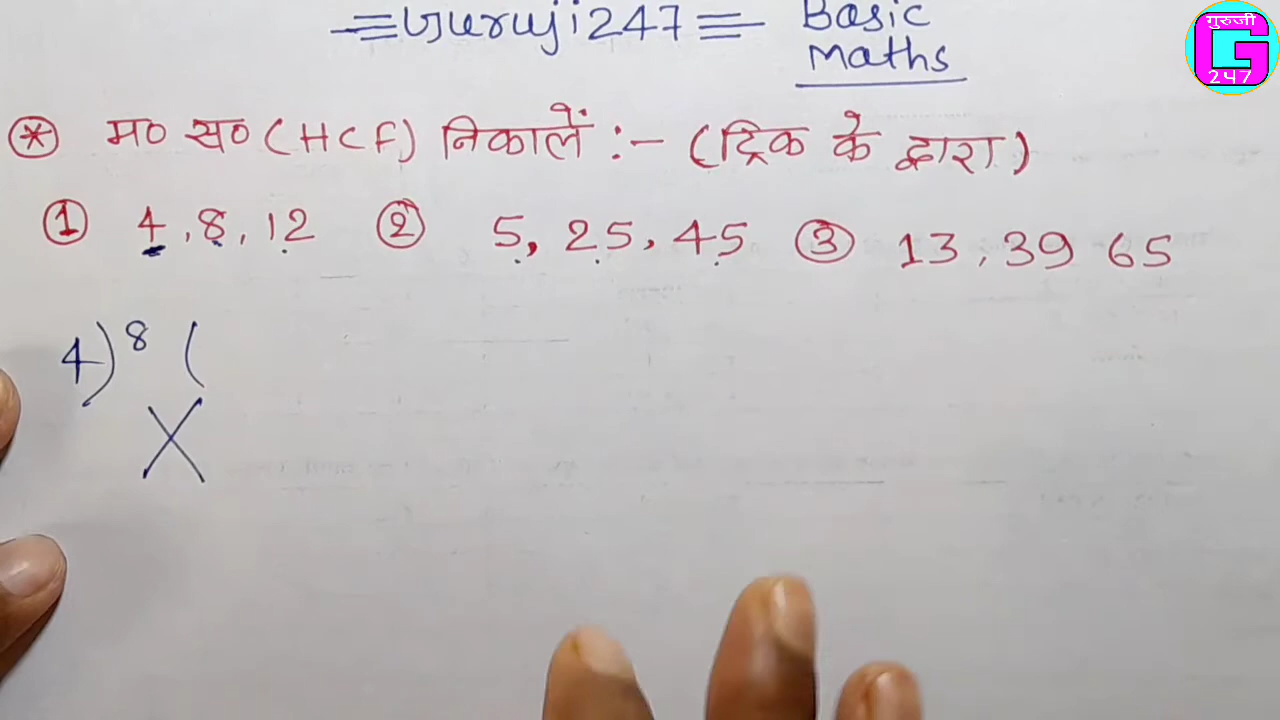 Guruji247 Basic
Maths
गुरुजी
G
247
* म० स० (HCF) निकालें :- (ट्रिक के द्वारा)
① 4, 8, 12 ② 5, 25, 45 ③ 13, 39 65
4)8(
X